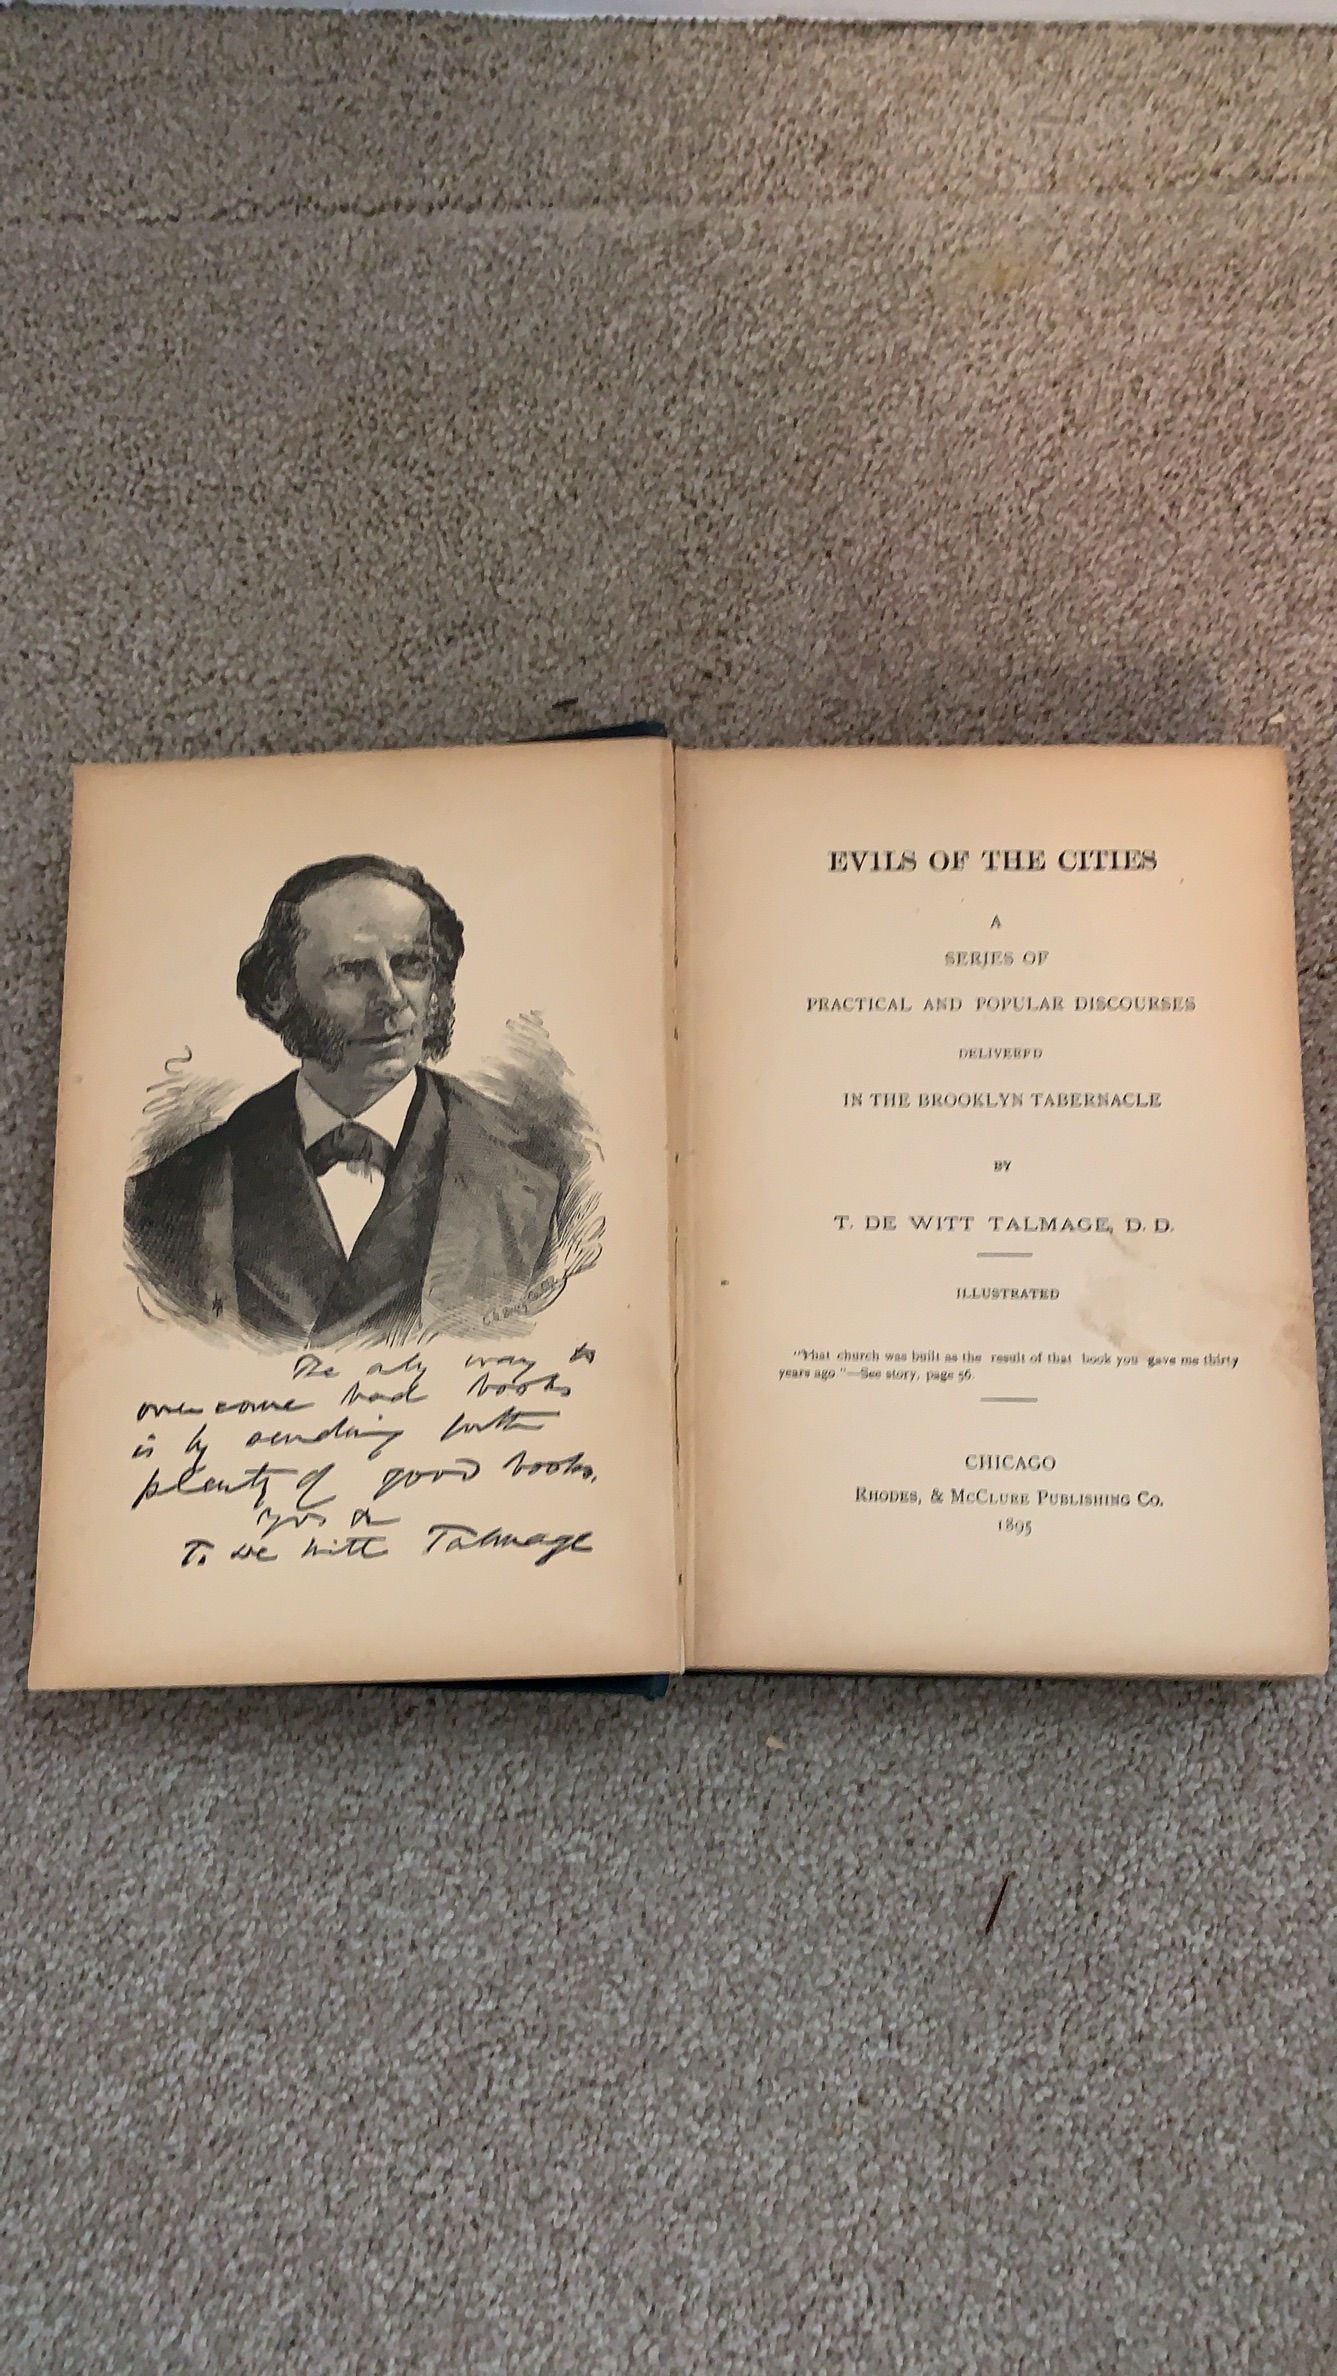 The only way to
overcome bad books
is by sending forth
plenty of good books.
Yrs &c
T. De Witt Talmage
EVILS OF THE CITIES
A
SERIES OF
PRACTICAL AND POPULAR DISCOURSES
DELIVERED
IN THE BROOKLYN TABERNACLE
BY
T. DE WITT TALMAGE, D. D.
ILLUSTRATED
"That church was built as the result of that book you gave me thirty
years ago"—See story, page 56.
CHICAGO
RHODES, & MCCLURE PUBLISHING CO.
1895